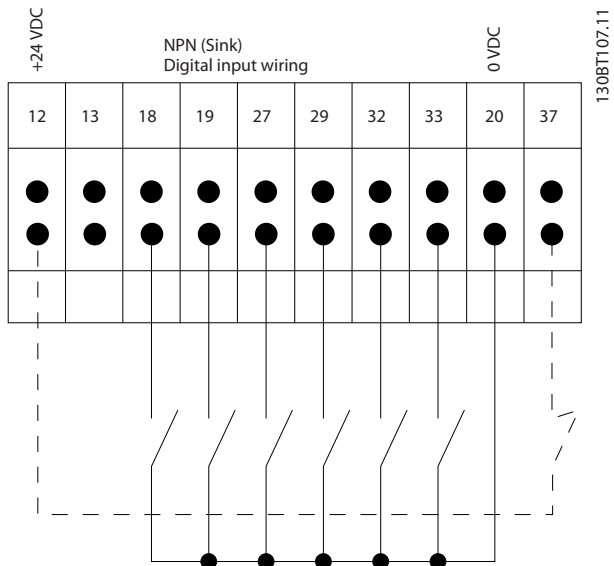 +24 VDC
NPN (Sink)
Digital input wiring
0 VDC
130BT107.11
12 13 18 19 27 29 32 33 20 37